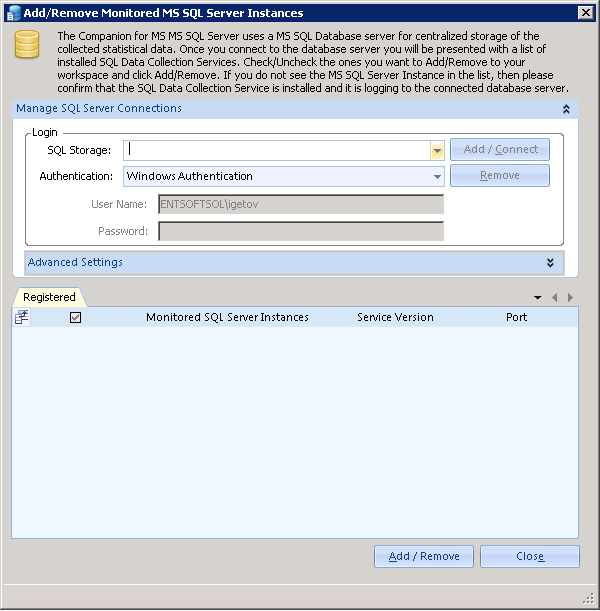 Add/Remove Monitored MS SQL Server Instances
The Companion for MS MS SQL Server uses a MS SQL Database server for centralized storage of the
collected statistical data. Once you connect to the database server you will be presented with a list of
installed SQL Data Collection Services. Check/Uncheck the ones you want to Add/Remove to your
workspace and click Add/Remove. If you do not see the MS SQL Server Instance in the list, then please
confirm that the SQL Data Collection Service is installed and it is logging to the connected database server.
Manage SQL Server Connections
Login
SQL Storage:
Add / Connect
Authentication: Windows Authentication
Remove
User Name: ENTSOFTSOL\igetov
Password:
Advanced Settings
Registered
Monitored SQL Server Instances Service Version Port
Add / Remove Close